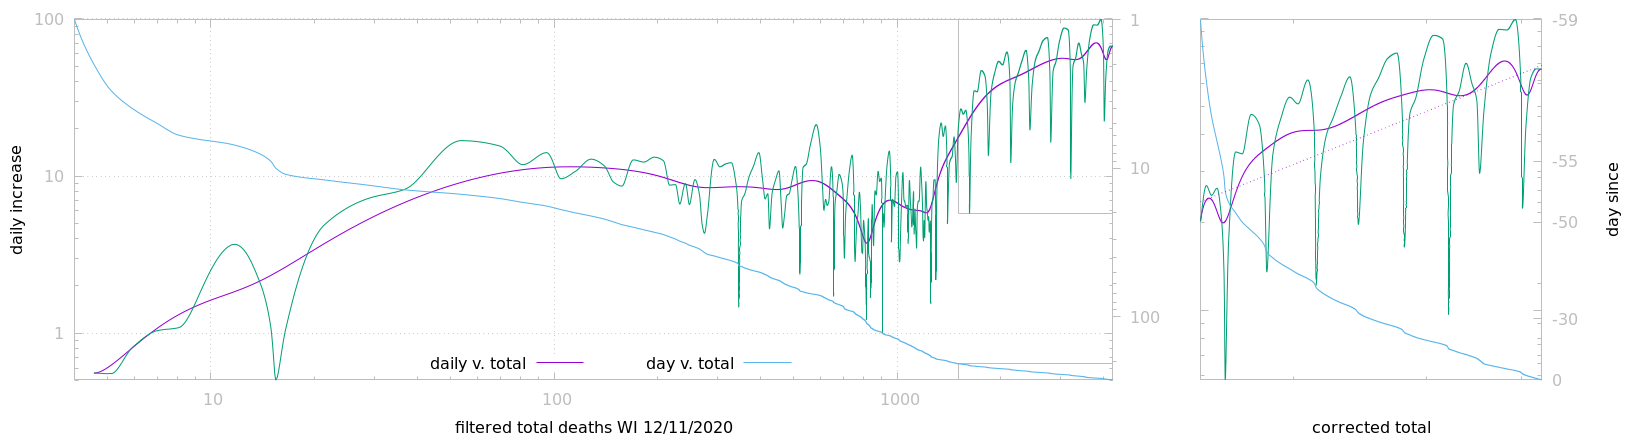 100
10
1
daily increase
10
100
1000
filtered total deaths WI 12/11/2020
daily v. total
day v. total
1
10
100
-59
-55
-50
-30
0
day since
corrected total